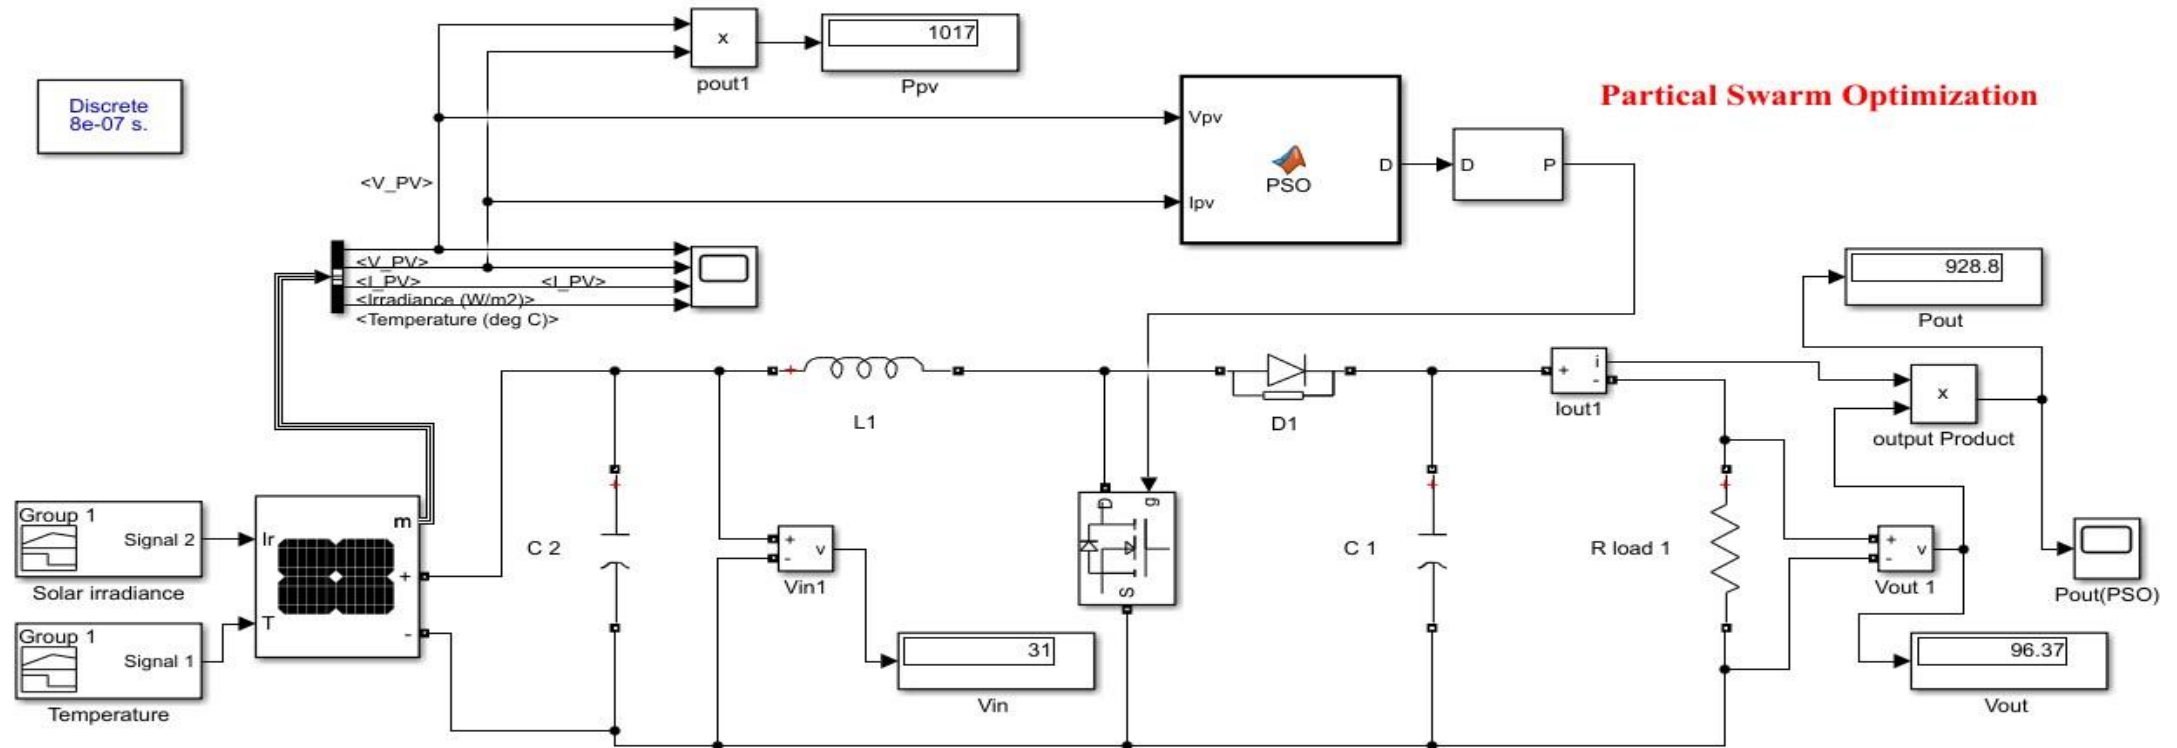 x
1017
pout1
Ppv
Discrete
8e-07 s.
Partical Swarm Optimization
Vpv
PSO
D
Ipv
D
P
<V_PV>
<V_PV>
<I_PV>
<I_PV>
<Irradiance (W/m2)>
<Temperature (deg C)>
928.8
Pout
+
L1
D1
+
i
-
Iout1
x
output Product
Group 1
Signal 2
Solar irradiance
Ir
m
+
T
-
Group 1
Signal 1
Temperature
+
C 2
+
-
v
Vin1
31
Vin
D
g
S
+
C 1
+
R load 1
+
-
v
Vout 1
Pout(PSO)
96.37
Vout